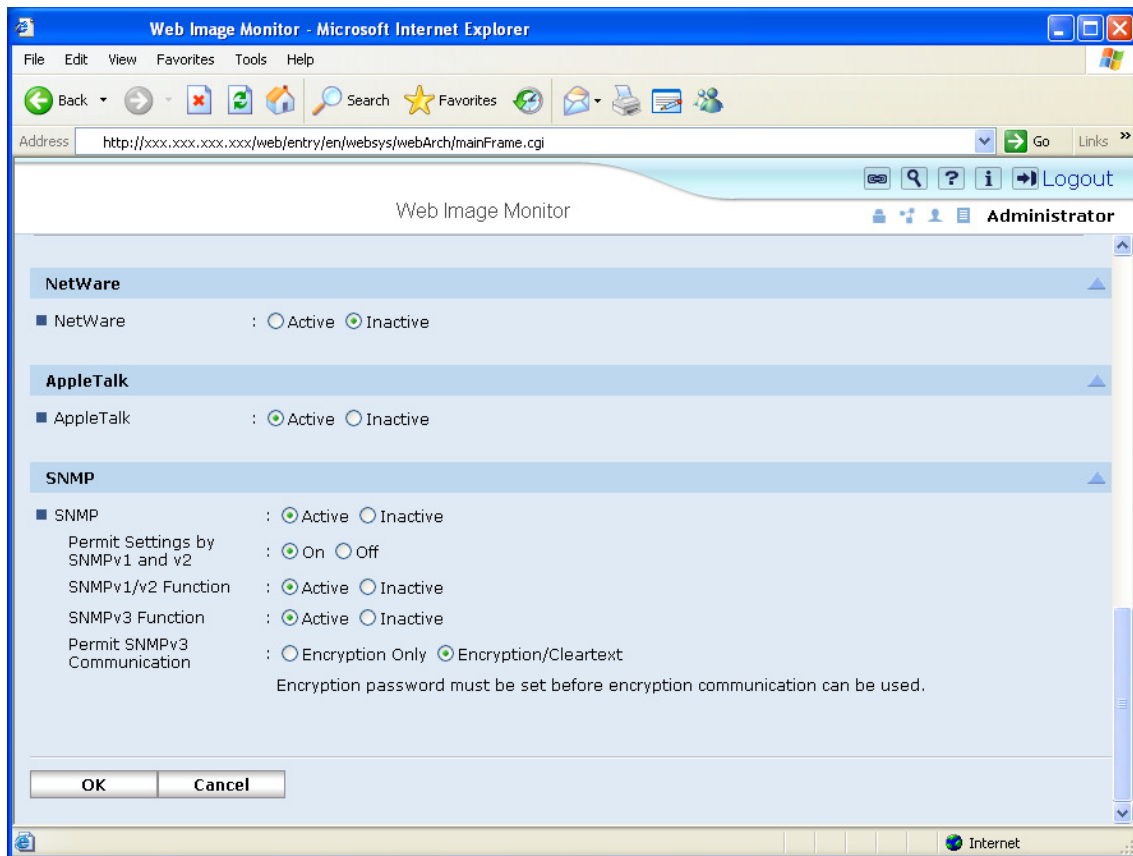 Web Image Monitor - Microsoft Internet Explorer
File Edit View Favorites Tools Help
Back Search Favorites
Address http://xxx.xxx.xxx.xxx/web/entry/en/websys/webArch/mainFrame.cgi Go Links »
? i Logout
Web Image Monitor Administrator
NetWare
NetWare : Active Inactive
AppleTalk
AppleTalk : Active Inactive
SNMP
SNMP : Active Inactive
Permit Settings by
SNMPv1 and v2 : On Off
SNMPv1/v2 Function : Active Inactive
SNMPv3 Function : Active Inactive
Permit SNMPv3
Communication : Encryption Only Encryption/Cleartext
Encryption password must be set before encryption communication can be used.
OK Cancel
Internet